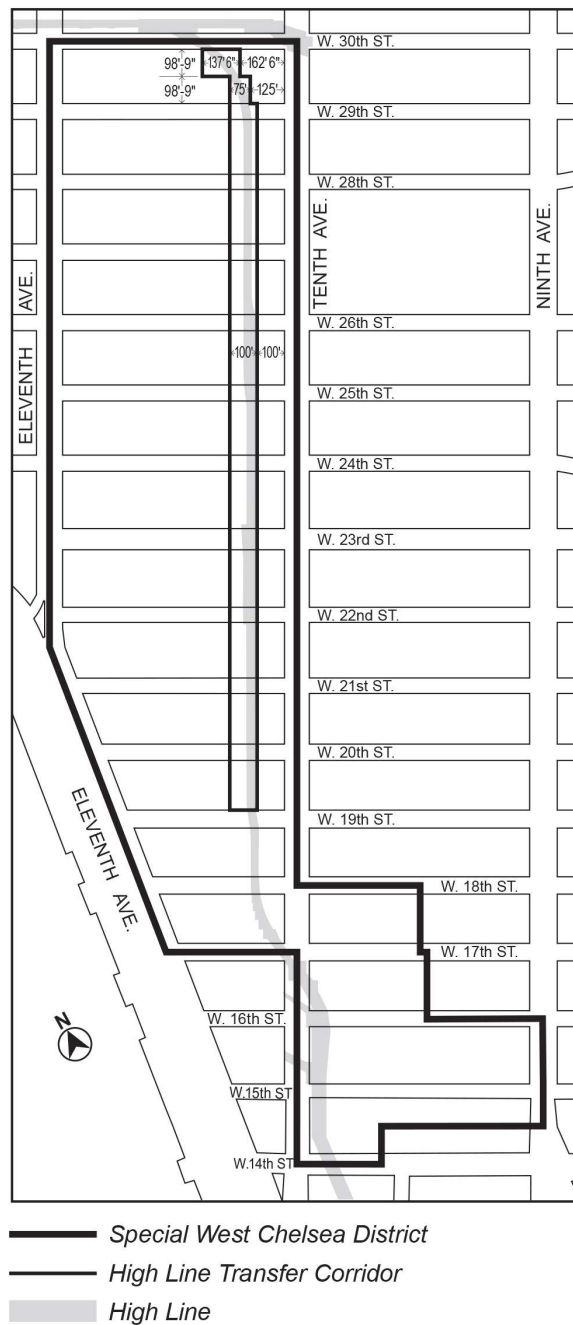 W. 30th ST.
98'-9" 137' 6" 162' 6"
98'-9" 75' 125'
W. 29th ST.
W. 28th ST.
TENTH AVE.
NINTH AVE.
ELEVENTH AVE.
W. 26th ST.
100' 100'
W. 25th ST.
W. 24th ST.
W. 23rd ST.
W. 22nd ST.
W. 21st ST.
W. 20th ST.
ELEVENTH AVE.
W. 19th ST.
W. 18th ST.
W. 17th ST.
W. 16th ST.
N
W.15th ST
W.14th ST
Special West Chelsea District
High Line Transfer Corridor
High Line